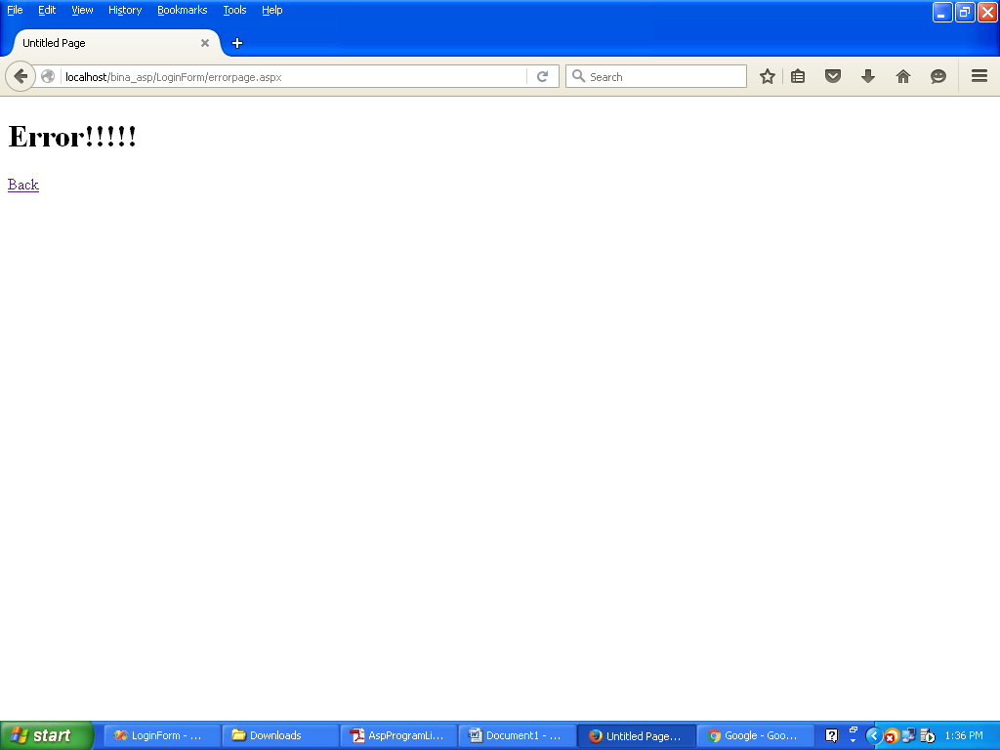 File Edit View History Bookmarks Tools Help
Untitled Page
localhost/bina_asp/LoginForm/errorpage.aspx
Search
Error!!!!!
Back
start
LoginForm - ...
Downloads
AspProgramLi...
Document1 - ...
Untitled Page...
Google - Goo...
1:36 PM